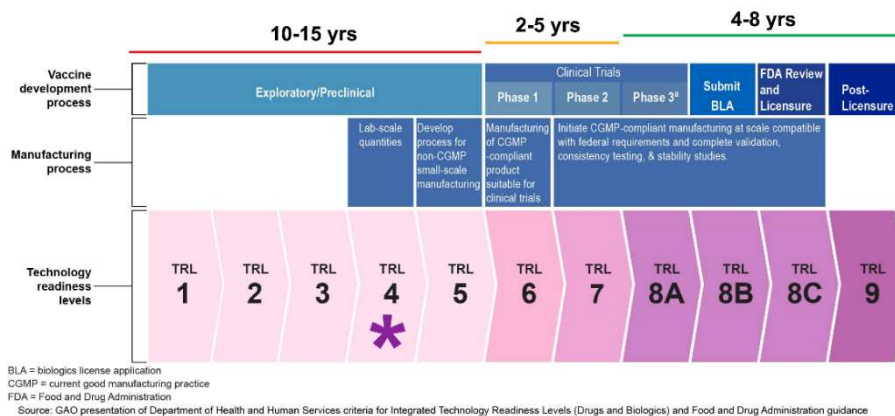 10-15 yrs
2-5 yrs
4-8 yrs
Vaccine
development
process
Exploratory/Preclinical
Clinical Trials
Phase 1
Phase 2
Phase 3ª
Submit
BLA
FDA Review
and
Licensure
Post-
Licensure
Manufacturing
process
Lab-scale
quantities
Develop
process for
non-CGMP
small-scale
manufacturing
Manufacturing
of CGMP
-compliant
product
suitable for
clinical trials
Initiate CGMP-compliant manufacturing at scale compatible
with federal requirements and complete validation,
consistency testing, & stability studies.
Technology
readiness
levels
TRL
1
TRL
2
TRL
3
TRL
4
*
TRL
5
TRL
6
TRL
7
TRL
8A
TRL
8B
TRL
8C
TRL
9
BLA = biologics license application
CGMP = current good manufacturing practice
FDA = Food and Drug Administration
Source: GAO presentation of Department of Health and Human Services criteria for Integrated Technology Readiness Levels (Drugs and Biologics) and Food and Drug Administration guidance